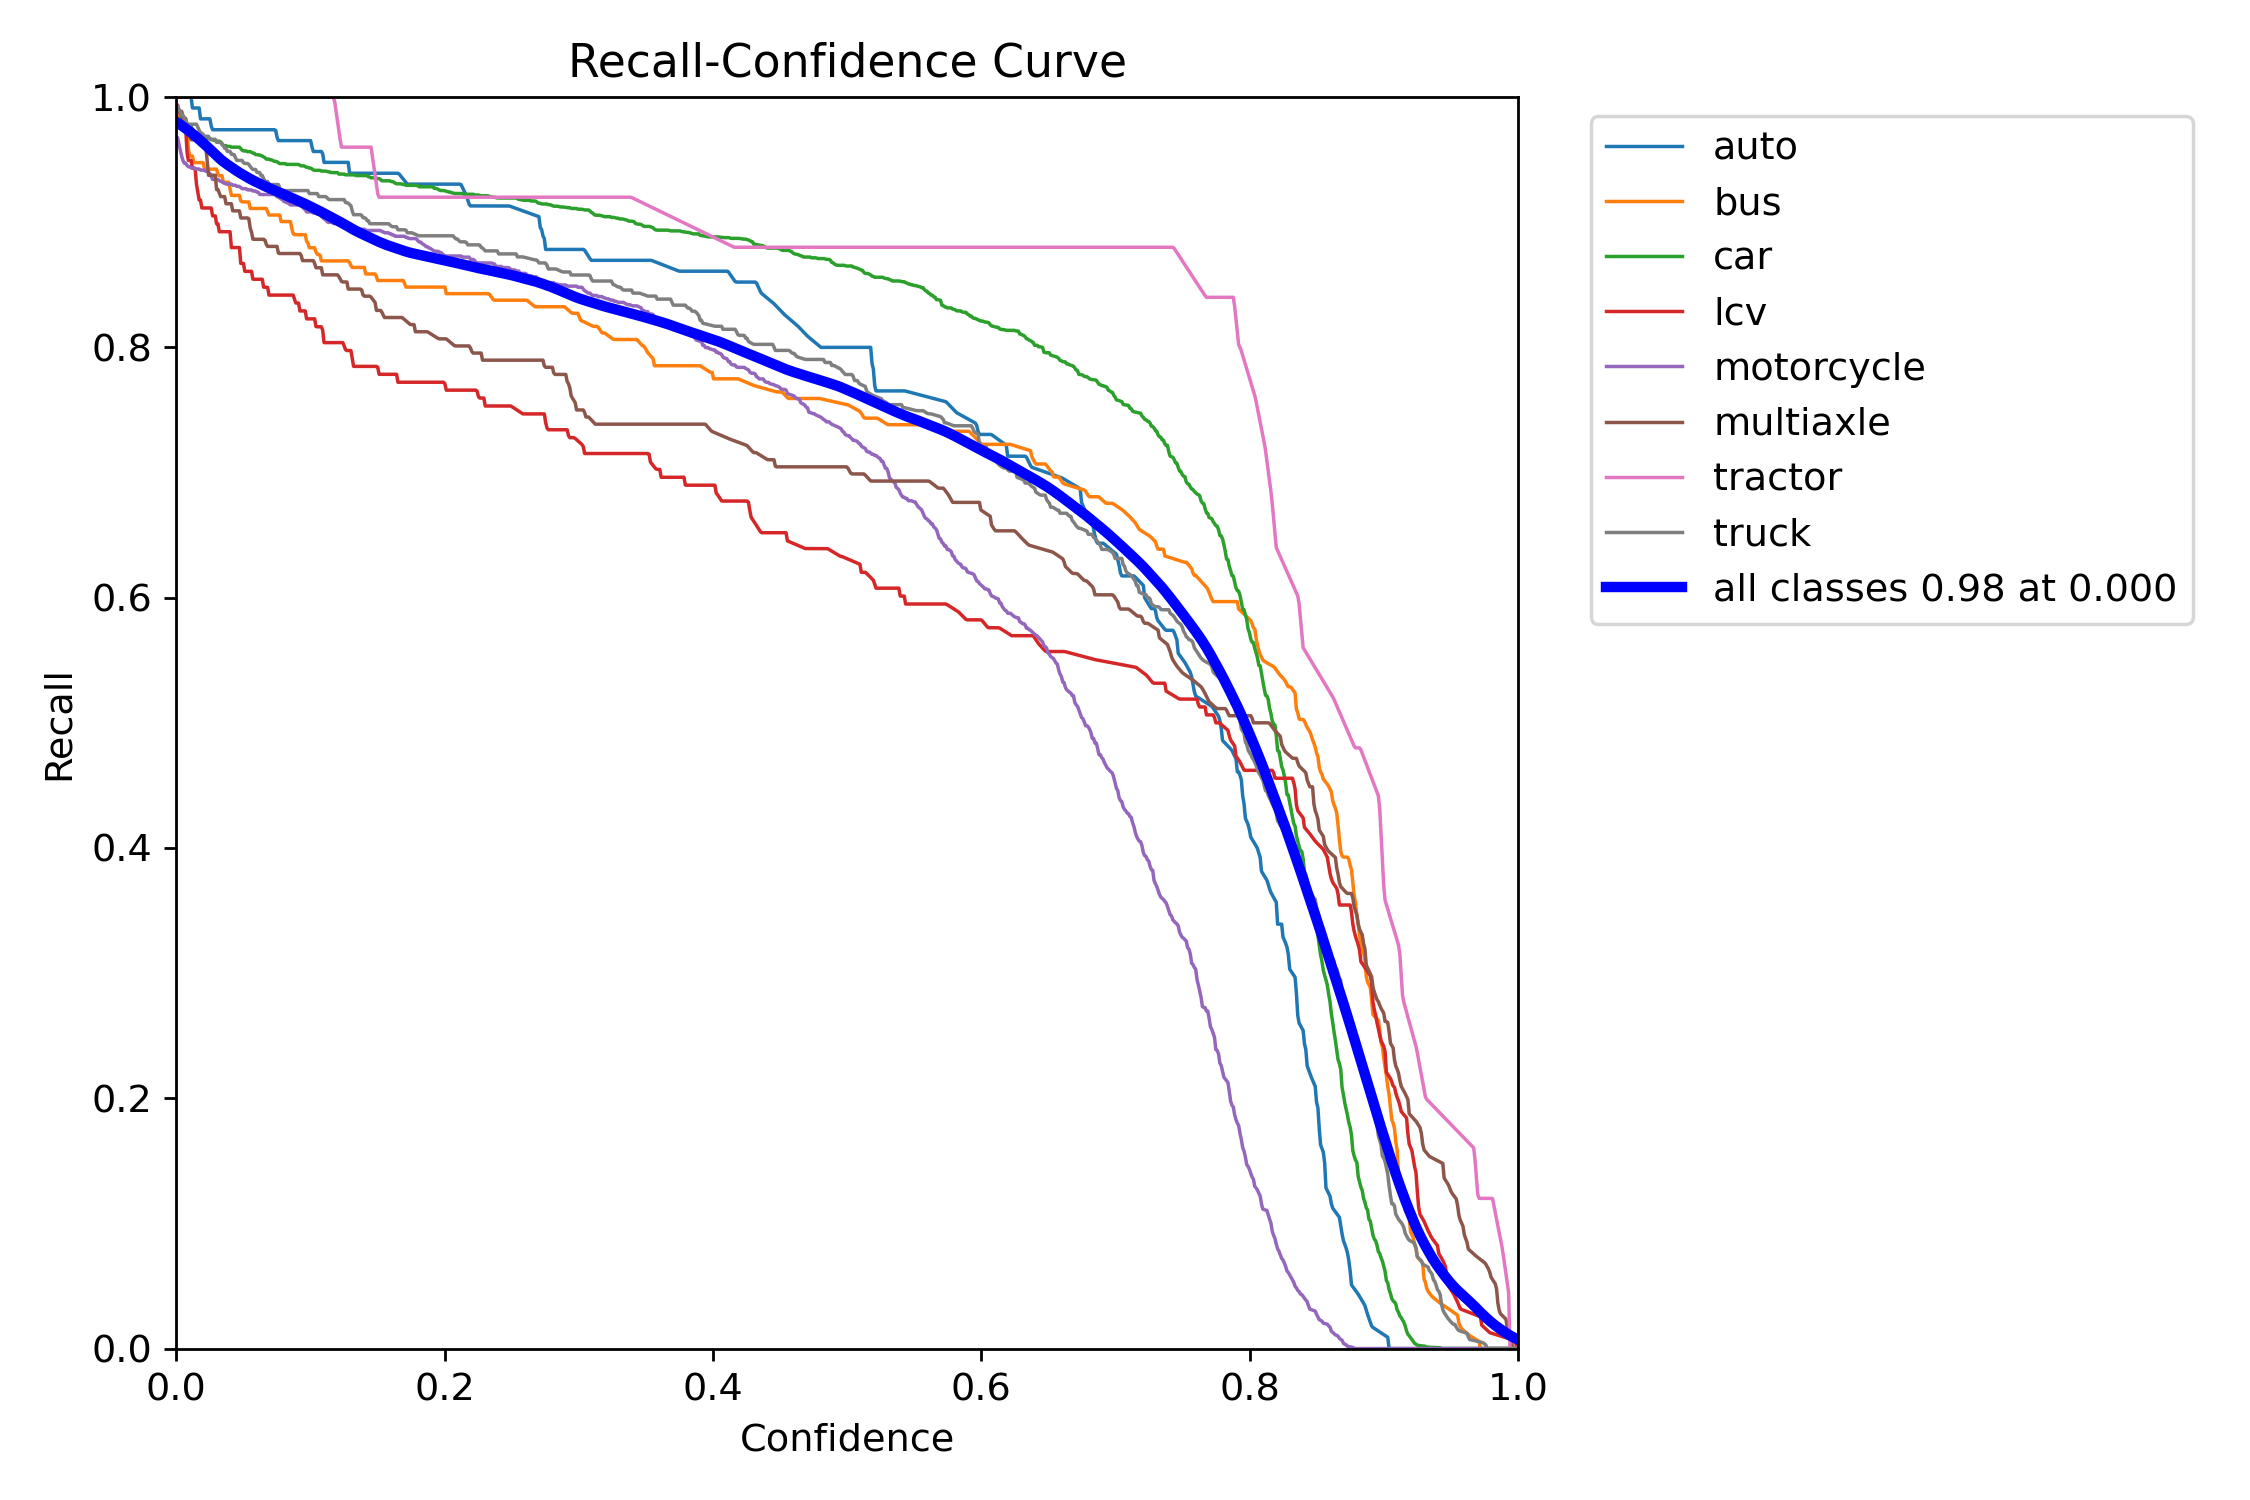 Recall-Confidence Curve
1.0
0.8
0.6
0.4
0.2
0.0
Recall
0.0 0.2 0.4 0.6 0.8 1.0
Confidence
auto
bus
car
lcv
motorcycle
multiaxle
tractor
truck
all classes 0.98 at 0.000